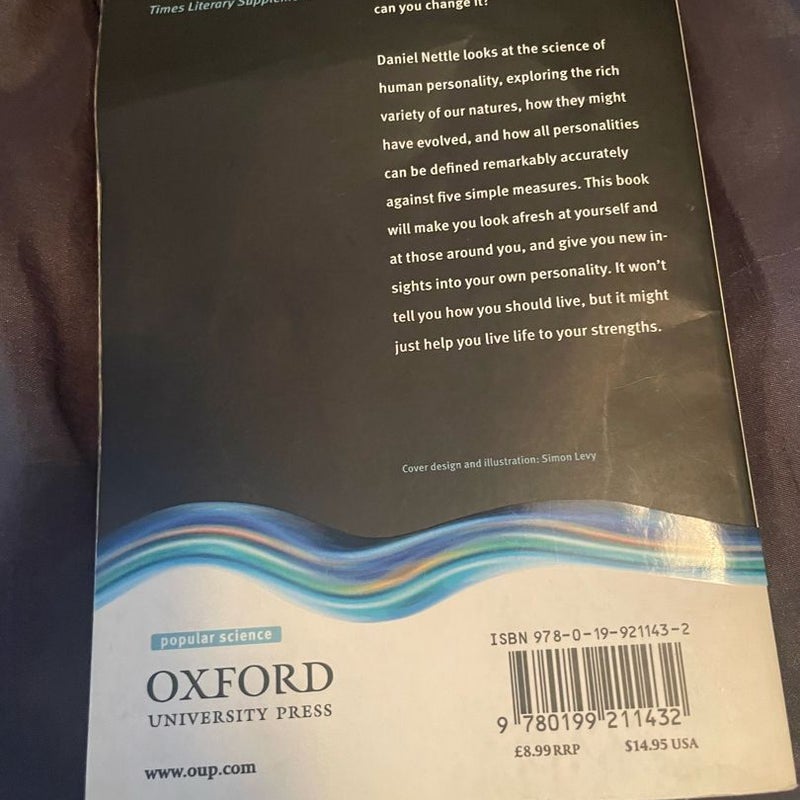 Times Literary
can you change it?
Daniel Nettle looks at the science of
human personality, exploring the rich
variety of our natures, how they might
have evolved, and how all personalities
can be defined remarkably accurately
against five simple measures. This book
will make you look afresh at yourself and
at those around you, and give you new in-
sights into your own personality. It won't
tell you how you should live, but it might
just help you live life to your strengths.
Cover design and illustration: Simon Levy
popular science
OXFORD
UNIVERSITY PRESS
www.oup.com
ISBN 978-0-19-921143-2
9 780199 211432
£8.99 RRP $14.95 USA